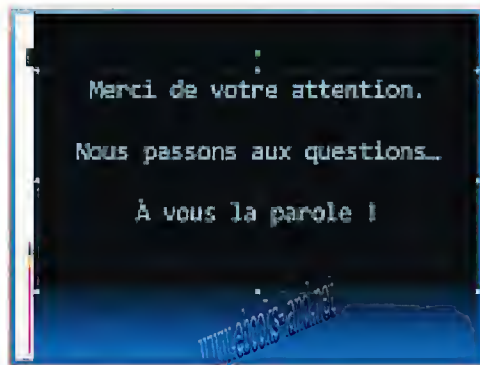 Merci de votre attention.
Nous passons aux questions…
À vous la parole !